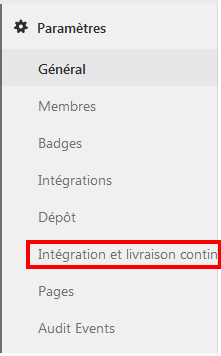 Paramètres
Général
Membres
Badges
Intégrations
Dépôt
Intégration et livraison contin
Pages
Audit Events